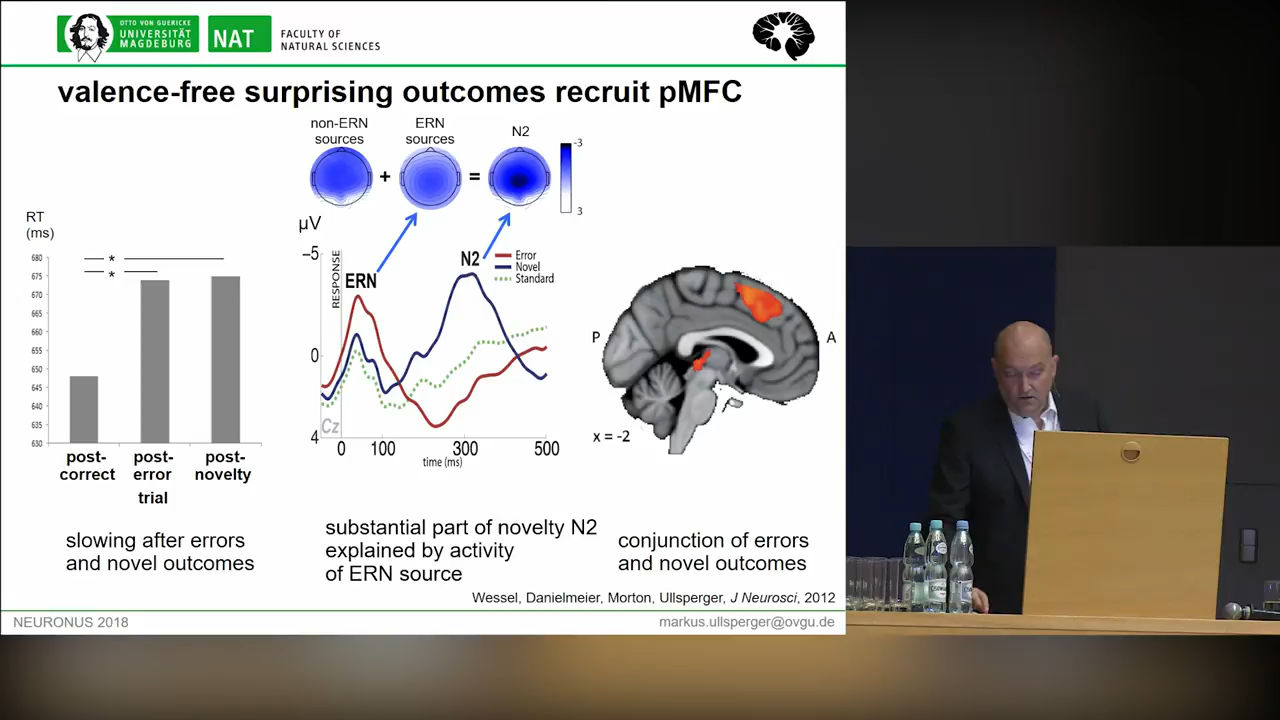 OTTO VON GUERICKE
UNIVERSITÄT
MAGDEBURG
NAT
FACULTY OF
NATURAL SCIENCES
valence-free surprising outcomes recruit pMFC
non-ERN
sources
+
ERN
sources
=
N2
-3
3
RT
(ms)
680
675
670
665
660
655
650
645
640
635
630
*
*
post-
correct
post-
error
post-
novelty
trial
µV
–5
0
4
RESPONSE
ERN
N2
Error
Novel
Standard
Cz
0
100
300
500
time (ms)
P
A
x = -2
slowing after errors
and novel outcomes
substantial part of novelty N2
explained by activity
of ERN source
conjunction of errors
and novel outcomes
Wessel, Danielmeier, Morton, Ullsperger, J Neurosci, 2012
NEURONUS 2018
markus.ullsperger@ovgu.de